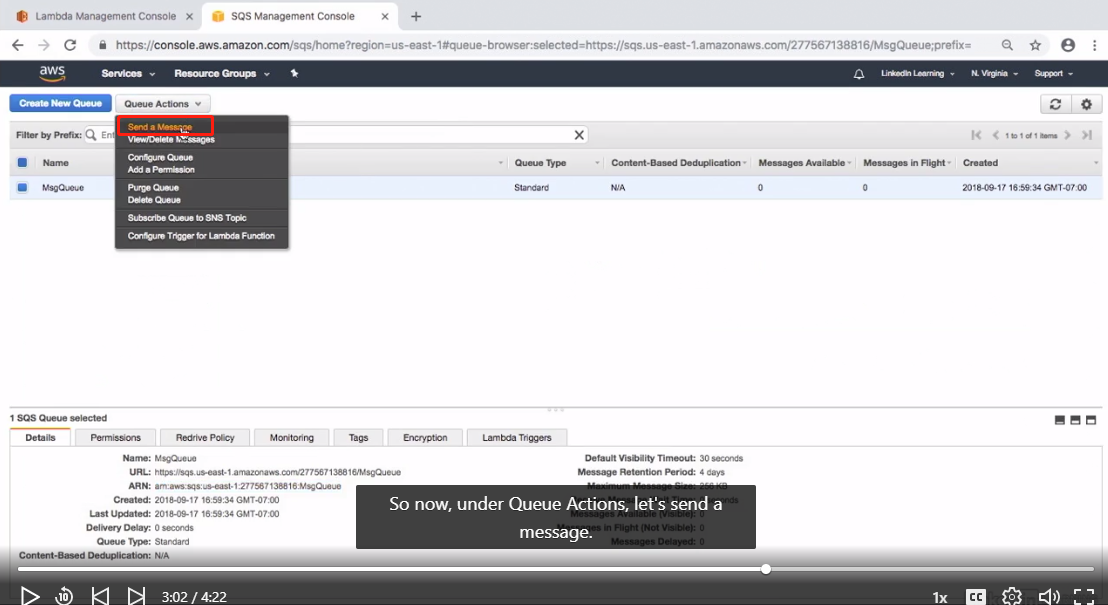 Lambda Management Console
SQS Management Console
https://console.aws.amazon.com/sqs/home?region=us-east-1#queue-browser:selected=https://sqs.us-east-1.amazonaws.com/277567138816/MsgQueue;prefix=
aws Services Resource Groups LinkedIn Learning N. Virginia Support
Create New Queue Queue Actions
Send a Message
Filter by Prefix: 1 to 1 of 1 items
View/Delete Messages
Configure Queue
Add a Permission
Purge Queue
Delete Queue
Subscribe Queue to SNS Topic
Configure Trigger for Lambda Function
Name Queue Type Content-Based Deduplication Messages Available Messages in Flight Created
MsgQueue Standard N/A 0 0 2018-09-17 16:59:34 GMT-07:00
1 SQS Queue selected
Details Permissions Redrive Policy Monitoring Tags Encryption Lambda Triggers
Name: MsgQueue
URL: https://sqs.us-east-1.amazonaws.com/277567138816/MsgQueue
ARN: arn:aws:sqs:us-east-1:277567138816:MsgQueue
Created: 2018-09-17 16:59:34 GMT-07:00
Last Updated: 2018-09-17 16:59:34 GMT-07:00
Delivery Delay: 0 seconds
Queue Type: Standard
Content-Based Deduplication: N/A
Default Visibility Timeout: 30 seconds
Message Retention Period: 4 days
Maximum Message Size: 256 KB
Messages Available (Visible): 0
Messages in Flight (Not Visible): 0
Messages Delayed: 0
So now, under Queue Actions, let's send a
message.
10 3:02 / 4:22 1x CC